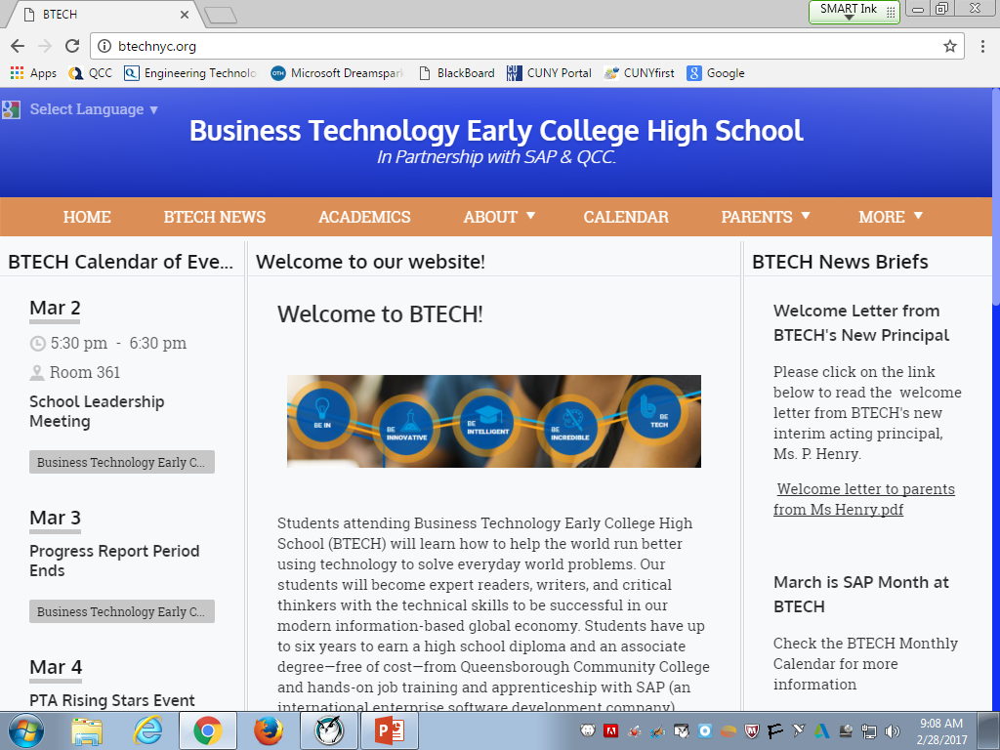 BTECH
SMART Ink
btechnyc.org
Apps
QCC
Engineering Technolo
Microsoft Dreamspark
BlackBoard
CUNY Portal
CUNYfirst
Google
Select Language ▼
Business Technology Early College High School
In Partnership with SAP & QCC.
HOME
BTECH NEWS
ACADEMICS
ABOUT
CALENDAR
PARENTS
MORE
BTECH Calendar of Eve...
Mar 2
5:30 pm - 6:30 pm
Room 361
School Leadership
Meeting
Business Technology Early C...
Mar 3
Progress Report Period
Ends
Business Technology Early C...
Mar 4
PTA Rising Stars Event
Welcome to our website!
Welcome to BTECH!
BE IN
BE
INNOVATIVE
BE
INTELLIGENT
BE
INCREDIBLE
BE
TECH
Students attending Business Technology Early College High
School (BTECH) will learn how to help the world run better
using technology to solve everyday world problems. Our
students will become expert readers, writers, and critical
thinkers with the technical skills to be successful in our
modern information-based global economy. Students have up
to six years to earn a high school diploma and an associate
degree—free of cost—from Queensborough Community College
and hands-on job training and apprenticeship with SAP (an
international enterprise software development company)
BTECH News Briefs
Welcome Letter from
BTECH's New Principal
Please click on the link
below to read the welcome
letter from BTECH's new
interim acting principal,
Ms. P. Henry.
Welcome letter to parents
from Ms Henry.pdf
March is SAP Month at
BTECH
Check the BTECH Monthly
Calendar for more
information
9:08 AM
2/28/2017